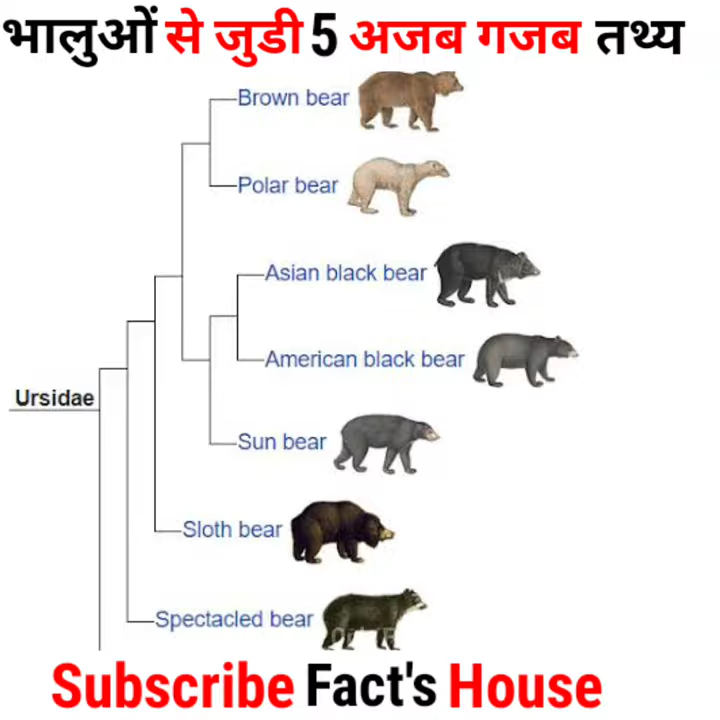 भालुओं से जुडी 5 अजब गजब तथ्य
Brown bear
Polar bear
Asian black bear
American black bear
Ursidae
Sun bear
Sloth bear
Spectacled bear
Subscribe Fact's House